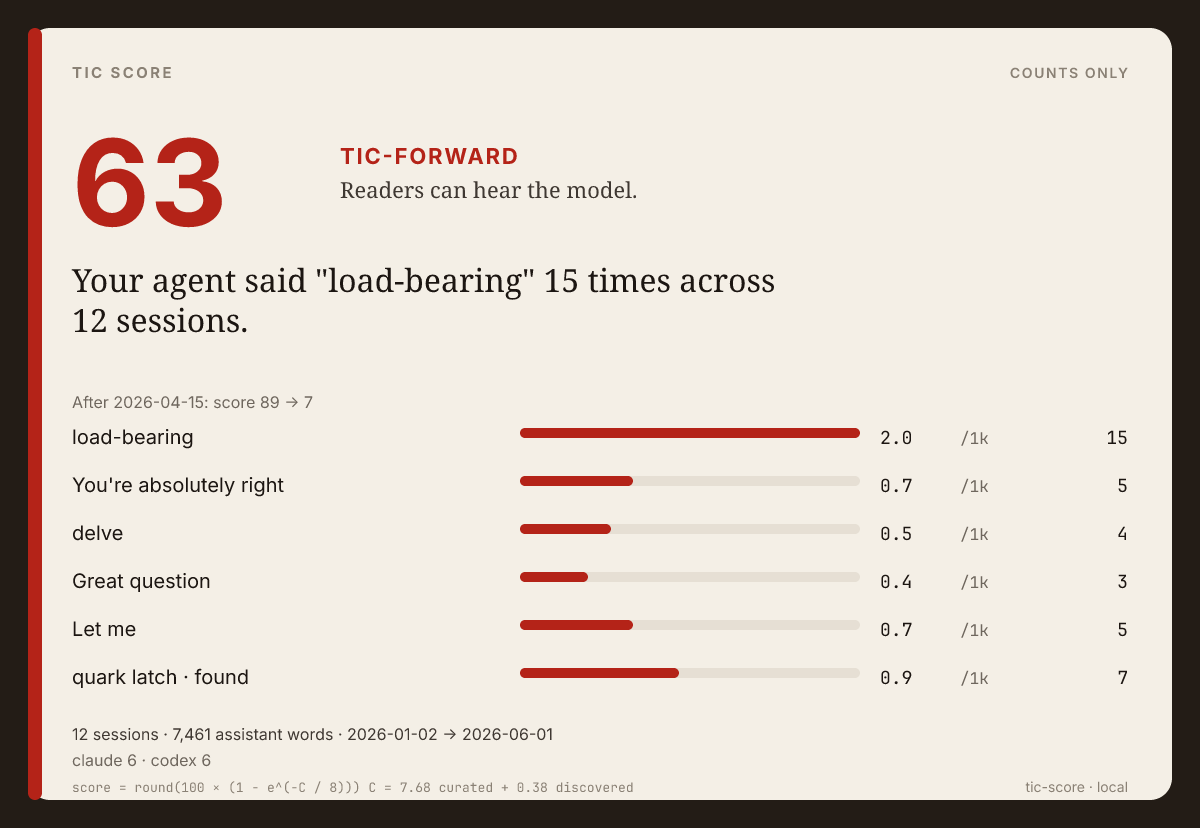 TIC SCORE COUNTS ONLY
63
TIC-FORWARD
Readers can hear the model.
Your agent said "load-bearing" 15 times across
12 sessions.
After 2026-04-15: score 89 → 7
load-bearing 2.0 /1k 15
You're absolutely right 0.7 /1k 5
delve 0.5 /1k 4
Great question 0.4 /1k 3
Let me 0.7 /1k 5
quark latch · found 0.9 /1k 7
12 sessions · 7,461 assistant words · 2026-01-02 → 2026-06-01
claude 6 · codex 6
score = round(100 × (1 - e^(-C / 8))) C = 7.68 curated + 0.38 discovered tic-score · local